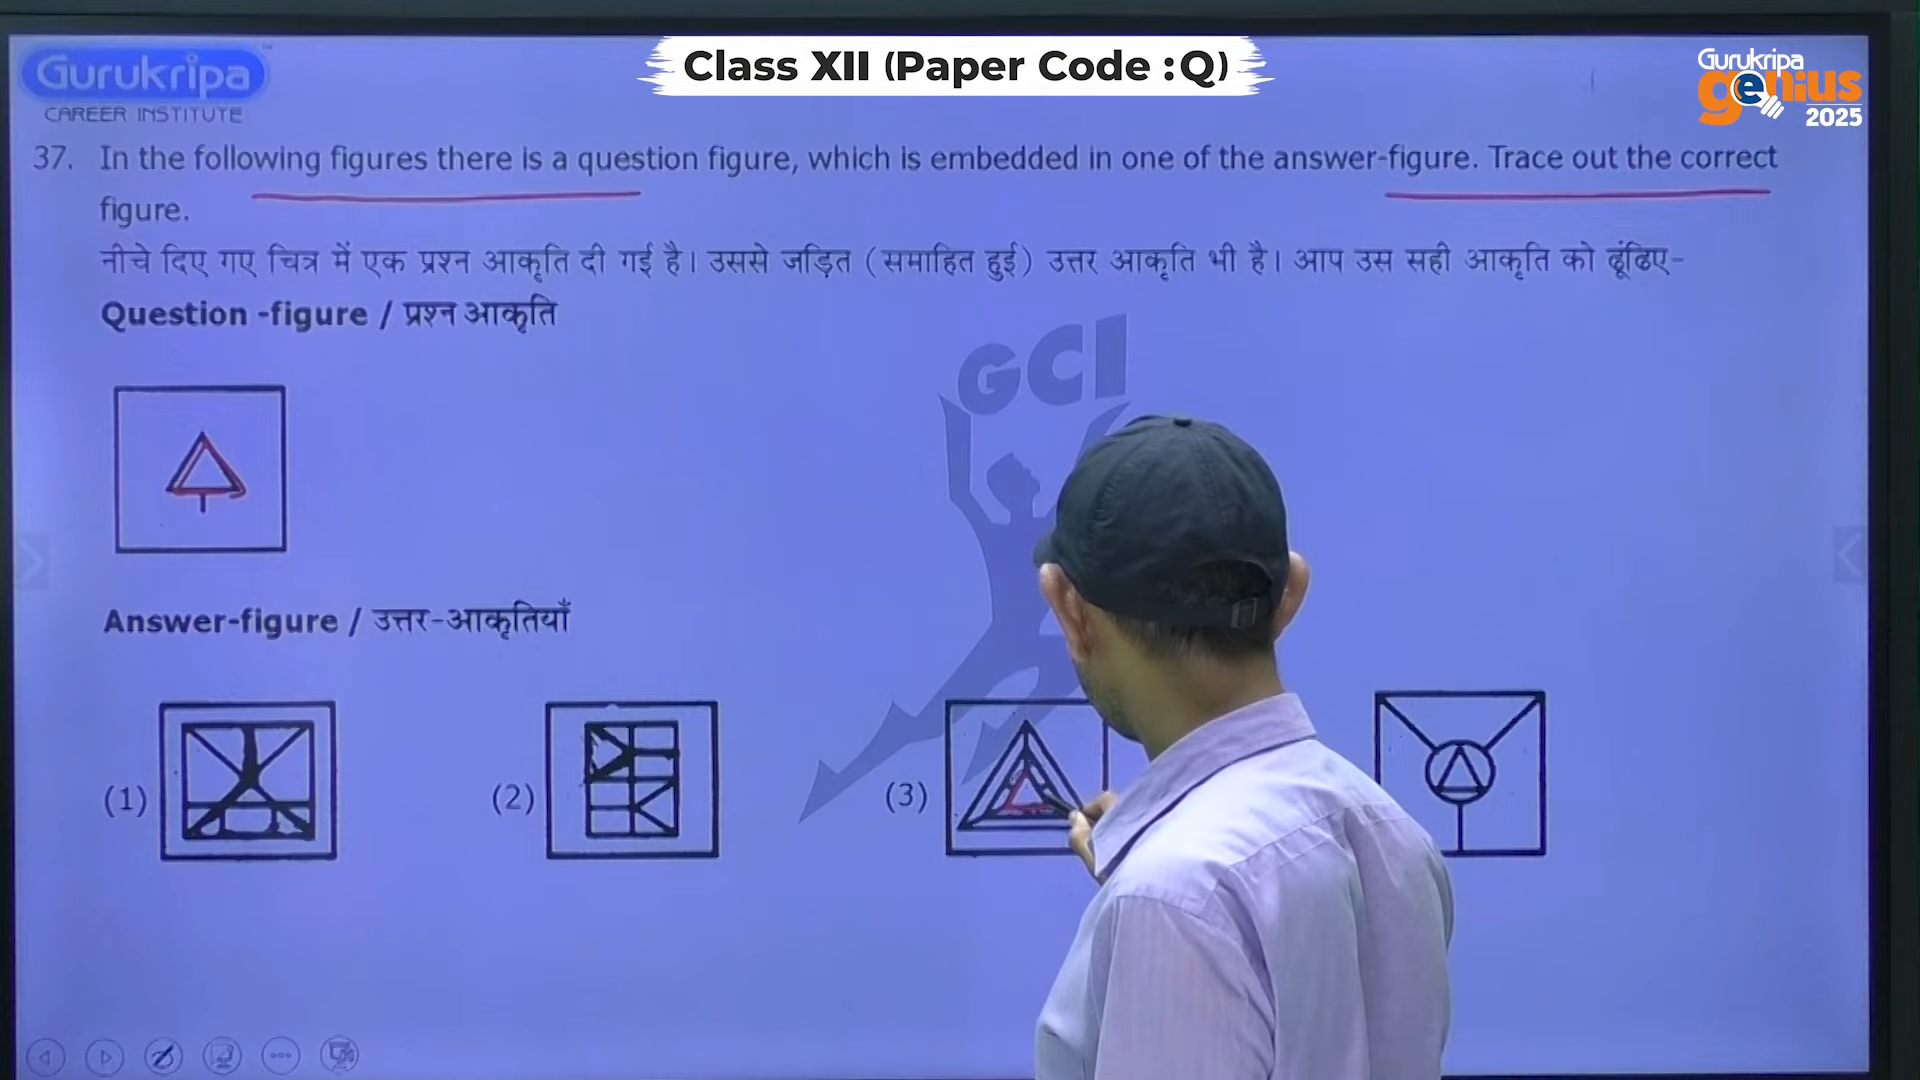 Class XII (Paper Code : Q)
Gurukripa
CAREER INSTITUTE
Gurukripa
genius
2025
37. In the following figures there is a question figure, which is embedded in one of the answer-figure. Trace out the correct
figure.
नीचे दिए गए चित्र में एक प्रश्न आकृति दी गई है। उससे जड़ित (समाहित हुई) उत्तर आकृति भी है। आप उस सही आकृति को ढूंढिए-
Question -figure / प्रश्न आकृति
GCI
Answer-figure / उत्तर-आकृतियाँ
(1) (2) (3)